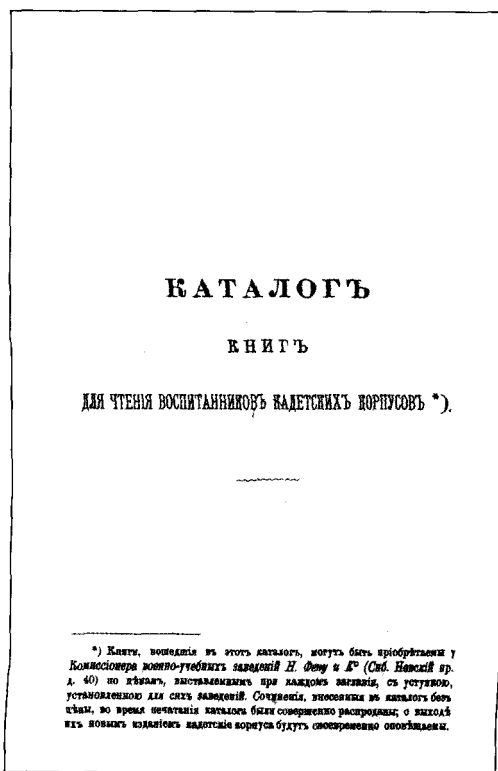 КАТАЛОГЪ
КНИГЪ
ДЛЯ ЧТЕНІЯ ВОСПИТАННИКОВЪ КАДЕТСКИХЪ КОРПУСОВЪ *).
*) Книги, вошедшія въ этотъ каталогъ, могутъ быть пріобрѣтаемы у
Коммиссіонера военно-учебныхъ заведеній Н. Фену и К° (Спб. Невскій пр.
д. 40) по цѣнамъ, выставленнымъ при каждомъ заглавіи, съ уступкою,
установленною для сихъ заведеній. Сочиненія, внесенныя въ каталогъ безъ
цѣны, во время печатанія каталога были совершенно распроданы; о выходѣ
ихъ новымъ изданіемъ кадетскіе корпуса будутъ своевременно оповѣщаемы.